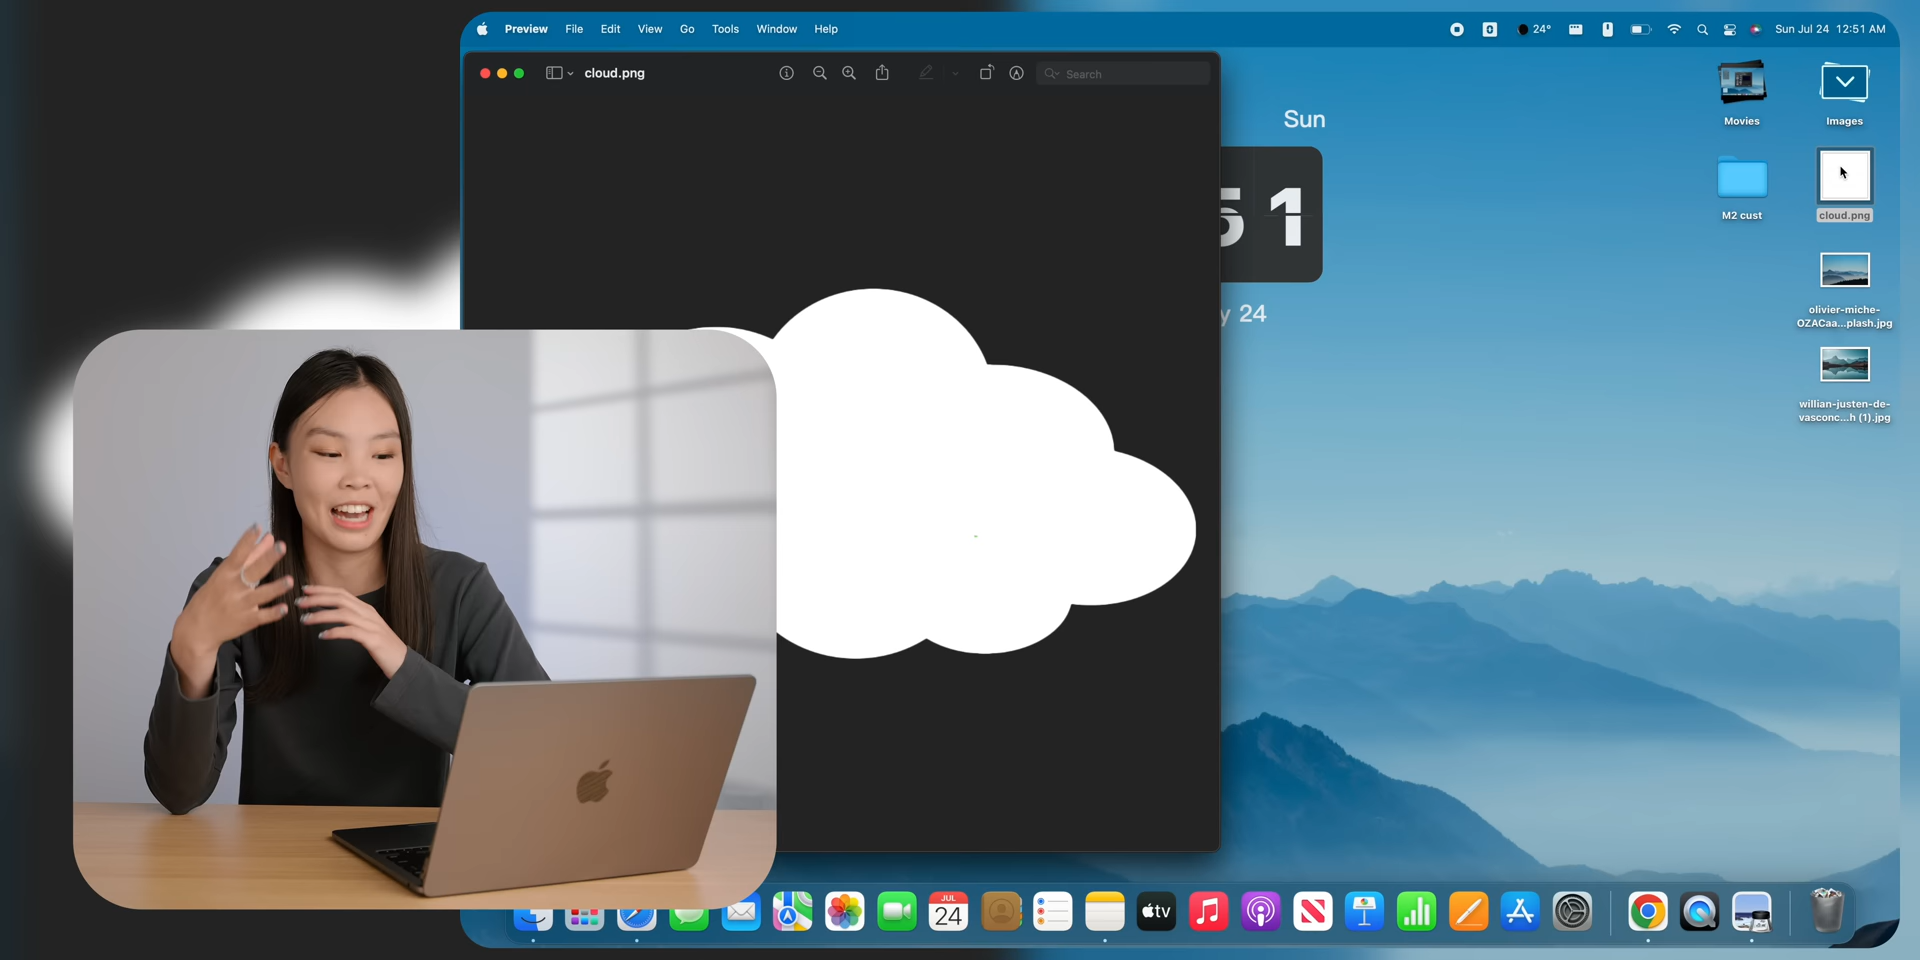 Preview File Edit View Go Tools Window Help
24° Sun Jul 24 12:51 AM
cloud.png
Search
Movies
Images
Sun
51
M2 cust
cloud.png
y 24
olivier-miche-
OZACaa...plash.jpg
willian-justen-de-
vasconc...h (1).jpg
JUL
24
tv